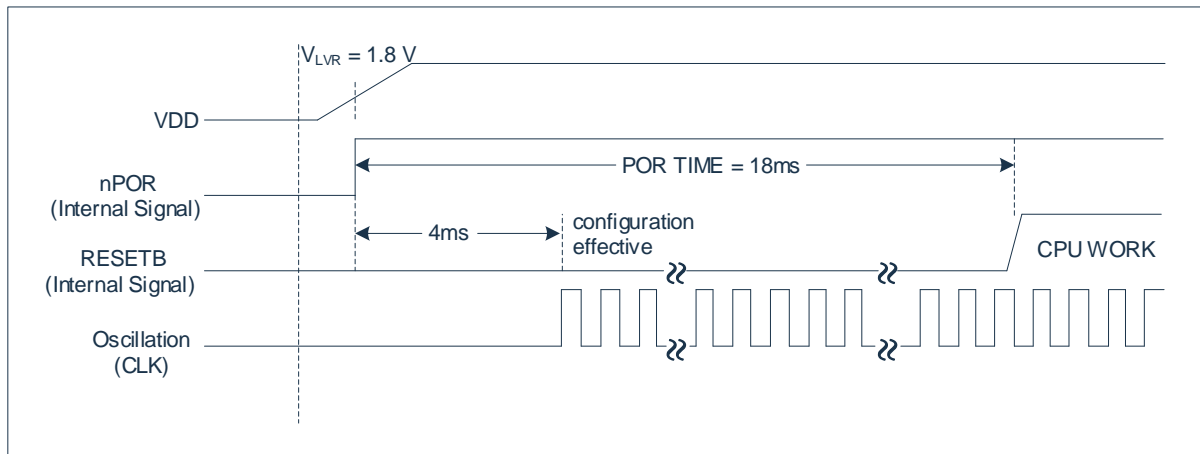 VLVR = 1.8 V
VDD
POR TIME = 18ms
nPOR
(Internal Signal)
4ms
configuration
effective
RESETB
(Internal Signal)
CPU WORK
Oscillation
(CLK)